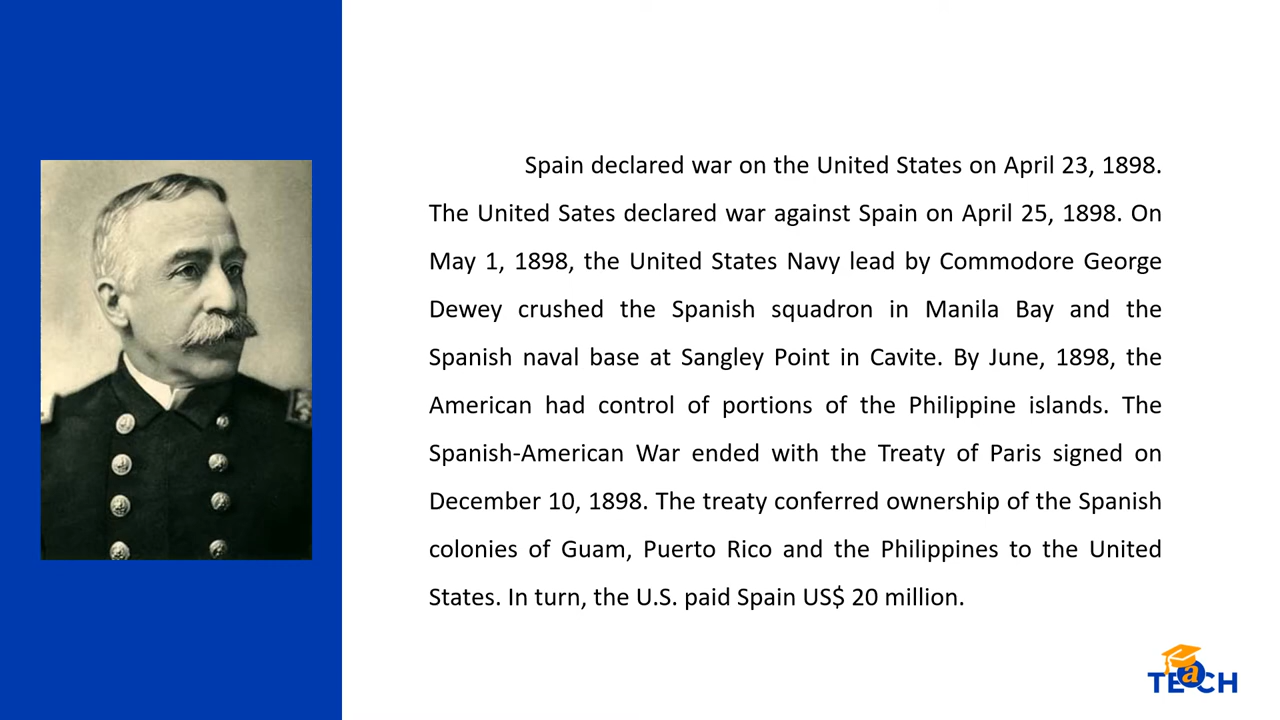 Spain declared war on the United States on April 23, 1898.
The United Sates declared war against Spain on April 25, 1898. On
May 1, 1898, the United States Navy lead by Commodore George
Dewey crushed the Spanish squadron in Manila Bay and the
Spanish naval base at Sangley Point in Cavite. By June, 1898, the
American had control of portions of the Philippine islands. The
Spanish-American War ended with the Treaty of Paris signed on
December 10, 1898. The treaty conferred ownership of the Spanish
colonies of Guam, Puerto Rico and the Philippines to the United
States. In turn, the U.S. paid Spain US$ 20 million.
TEaCH